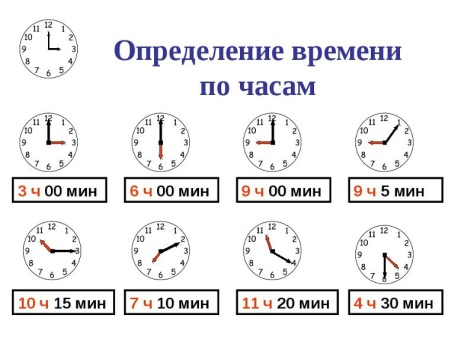 Определение времени
по часам
3 ч 00 мин
6 ч 00 мин
9 ч 00 мин
9 ч 5 мин
10 ч 15 мин
7 ч 10 мин
11 ч 20 мин
4 ч 30 мин